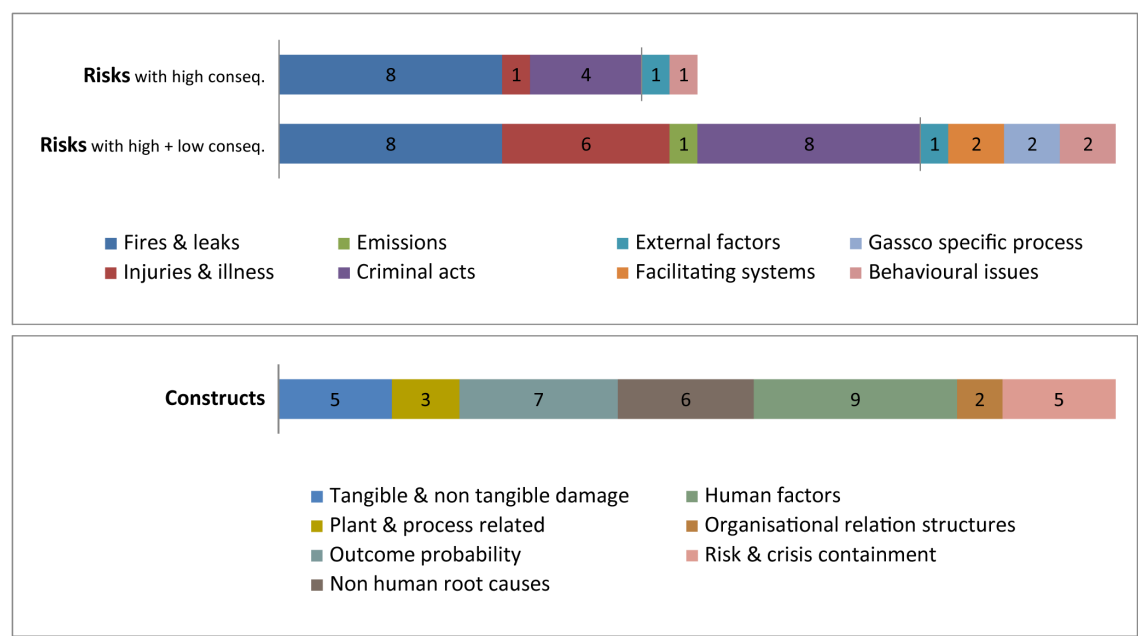 Risks with high conseq.
8 1 4 1 1
Risks with high + low conseq.
8 6 1 8 1 2 2 2
Fires & leaks Emissions External factors Gassco specific process
Injuries & illness Criminal acts Facilitating systems Behavioural issues
Constructs 5 3 7 6 9 2 5
Tangible & non tangible damage Human factors
Plant & process related Organisational relation structures
Outcome probability Risk & crisis containment
Non human root causes